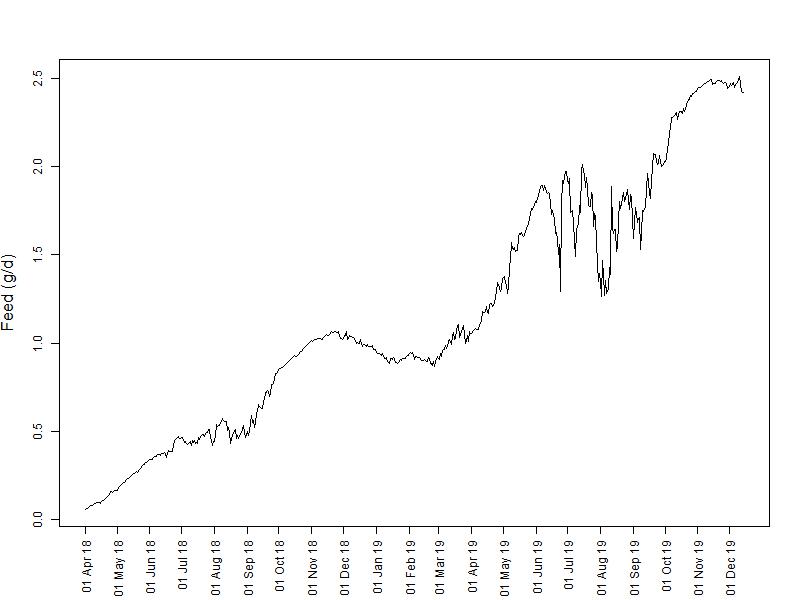 Feed (g/d)
2.5
2.0
1.5
1.0
0.5
0.0
01 Apr 18
01 May 18
01 Jun 18
01 Jul 18
01 Aug 18
01 Sep 18
01 Oct 18
01 Nov 18
01 Dec 18
01 Jan 19
01 Feb 19
01 Mar 19
01 Apr 19
01 May 19
01 Jun 19
01 Jul 19
01 Aug 19
01 Sep 19
01 Oct 19
01 Nov 19
01 Dec 19